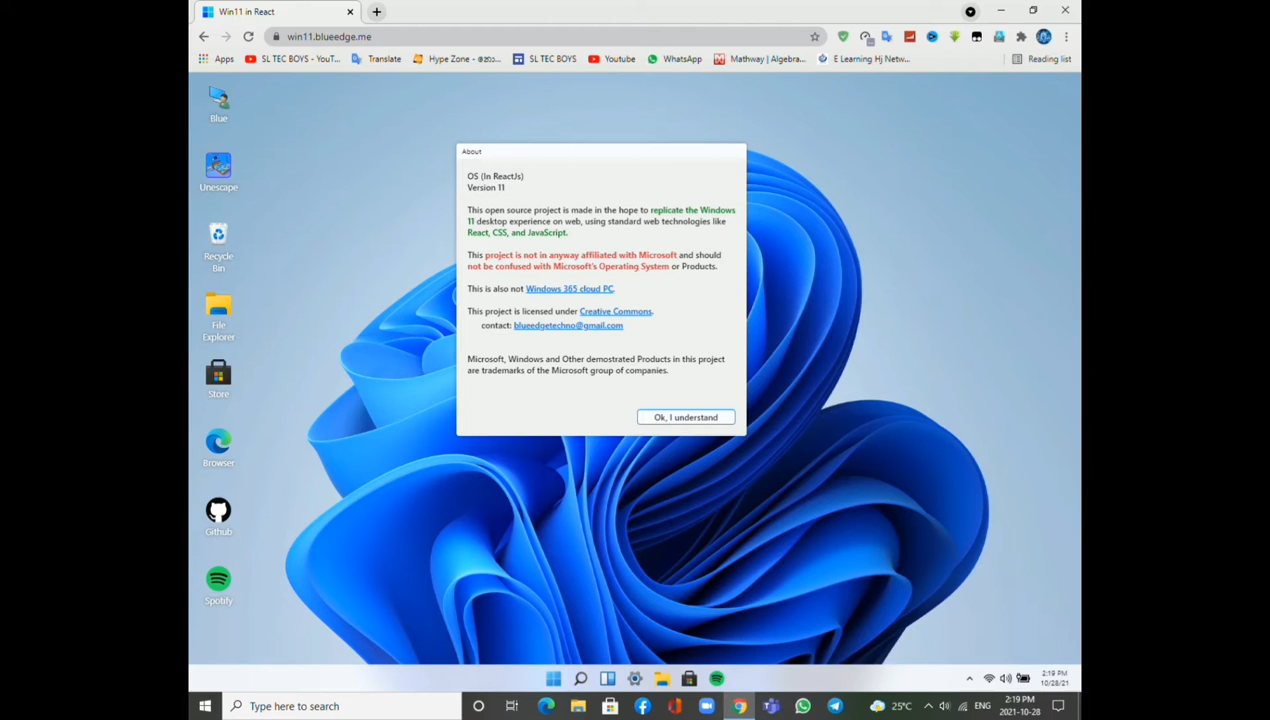 Win11 in React
win11.blueedge.me
Apps
SL TEC BOYS - YouT...
Translate
SL TEC BOYS
Youtube
WhatsApp
Mathway | Algebra...
E Learning Hj Netw...
Reading list
Blue
Unescape
Recycle
Bin
File
Explorer
Store
Browser
Github
Spotify
About
OS (In ReactJs)
Version 11
This open source project is made in the hope to replicate the Windows
11 desktop experience on web, using standard web technologies like
React, CSS, and JavaScript.
This project is not in anyway affiliated with Microsoft and should
not be confused with Microsoft's Operating System or Products.
This is also not Windows 365 cloud PC.
This project is licensed under Creative Commons.
contact: blueedgetechno@gmail.com
Microsoft, Windows and Other demostrated Products in this project
are trademarks of the Microsoft group of companies.
Ok, I understand
2:19 PM
10/28/21
Type here to search
25°C
ENG
2:19 PM
2021-10-28